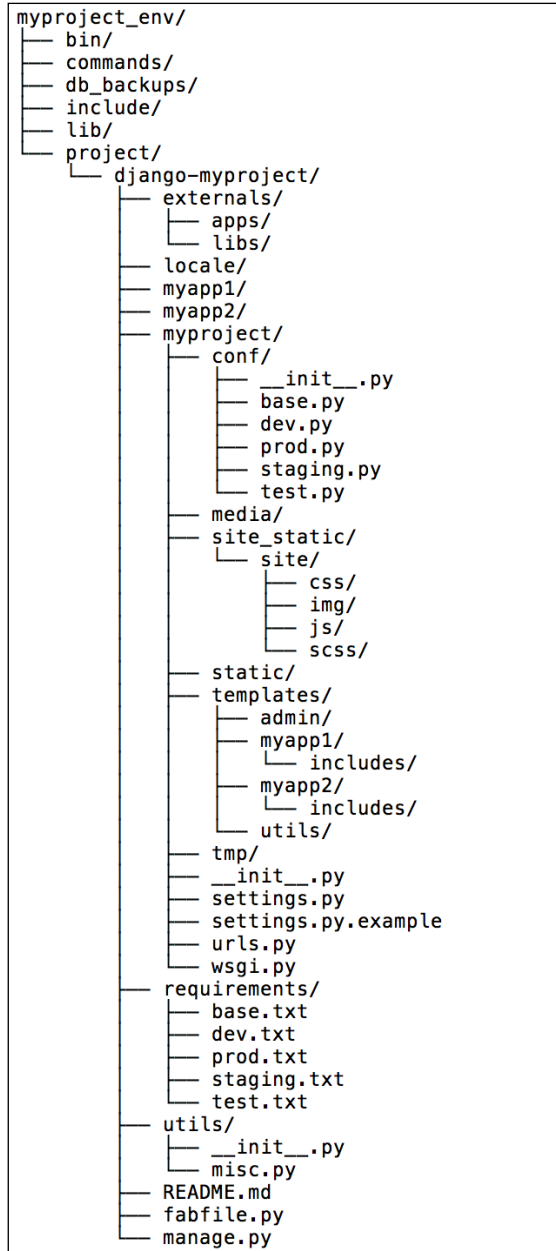 myproject_env/
├── bin/
├── commands/
├── db_backups/
├── include/
├── lib/
└── project/
    └── django-myproject/
        ├── externals/
        │   ├── apps/
        │   └── libs/
        ├── locale/
        ├── myapp1/
        ├── myapp2/
        ├── myproject/
        │   ├── conf/
        │   │   ├── __init__.py
        │   │   ├── base.py
        │   │   ├── dev.py
        │   │   ├── prod.py
        │   │   ├── staging.py
        │   │   └── test.py
        │   ├── media/
        │   ├── site_static/
        │   │   └── site/
        │   │       ├── css/
        │   │       ├── img/
        │   │       ├── js/
        │   │       └── scss/
        │   ├── static/
        │   ├── templates/
        │   │   ├── admin/
        │   │   ├── myapp1/
        │   │   │   └── includes/
        │   │   ├── myapp2/
        │   │   │   └── includes/
        │   │   └── utils/
        │   ├── tmp/
        │   ├── __init__.py
        │   ├── settings.py
        │   ├── settings.py.example
        │   ├── urls.py
        │   └── wsgi.py
        ├── requirements/
        │   ├── base.txt
        │   ├── dev.txt
        │   ├── prod.txt
        │   ├── staging.txt
        │   └── test.txt
        ├── utils/
        │   ├── __init__.py
        │   └── misc.py
        ├── README.md
        ├── fabfile.py
        └── manage.py